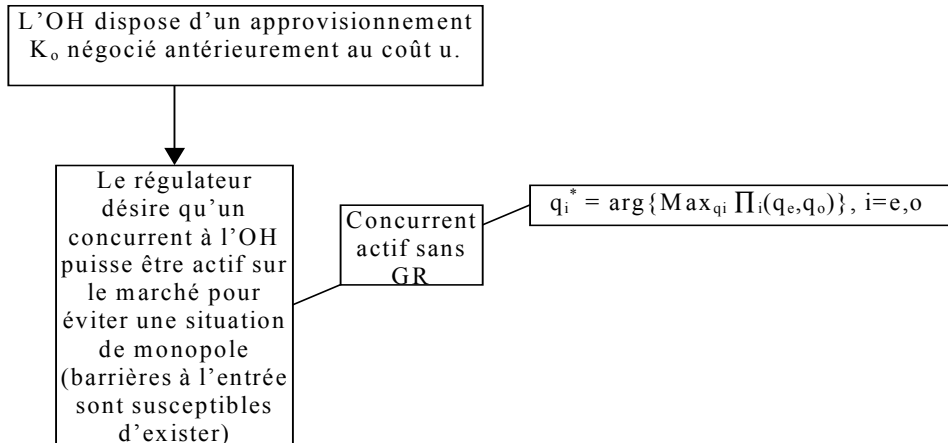 L'OH dispose d'un approvisionnement
Kₒ négocié antérieurement au coût u.
Le régulateur
désire qu'un
concurrent à l'OH
puisse être actif sur
le marché pour
éviter une situation
de monopole
(barrières à l'entrée
sont susceptibles
d'exister)
Concurrent
actif sans
GR
qᵢ* = arg{Max_qi ∏ᵢ(qₑ,qₒ)}, i=e,o